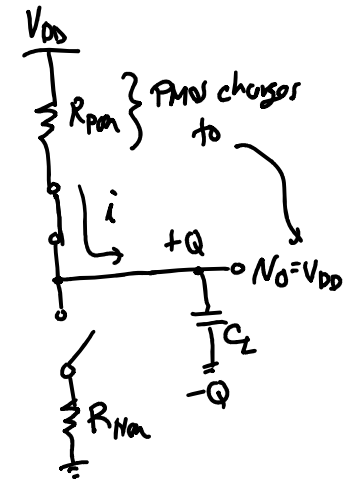 VDD
RPon } PMOS charges
to
i
+Q
No=VDD
CL
-Q
RNon